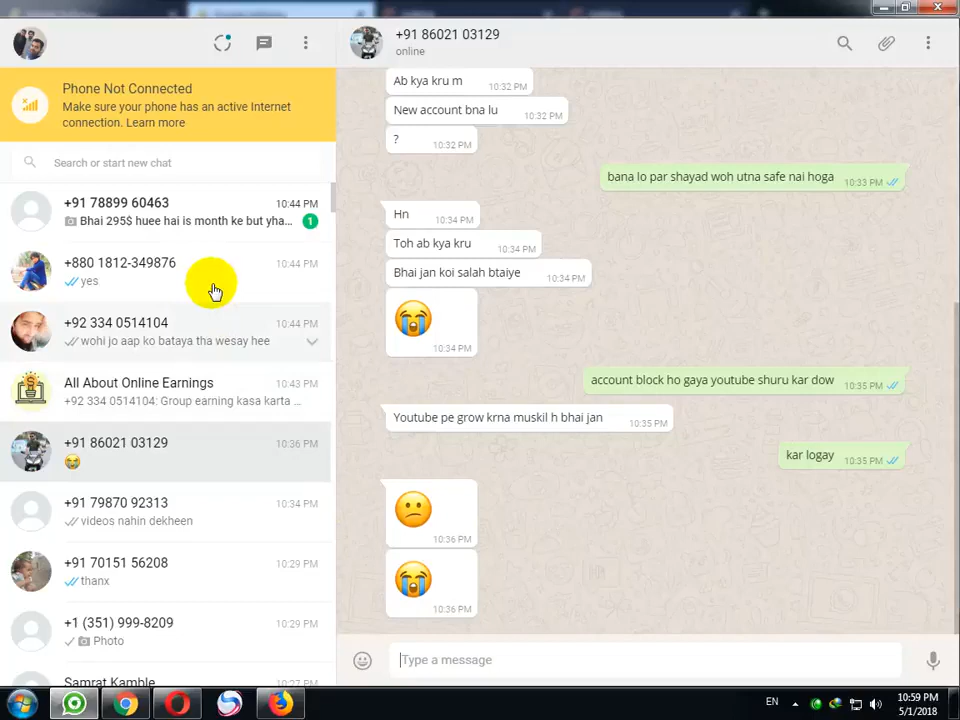 +91 86021 03129
online
Phone Not Connected
Make sure your phone has an active Internet
connection. Learn more
Search or start new chat
+91 78899 60463
10:44 PM
Bhai 295$ huee hai is month ke but yha...
1
+880 1812-349876
10:44 PM
yes
+92 334 0514104
10:44 PM
wohi jo aap ko bataya tha wesay hee
All About Online Earnings
10:43 PM
+92 334 0514104: Group earning kasa karta ...
+91 86021 03129
10:36 PM
+91 79870 92313
10:34 PM
videos nahin dekheen
+91 70151 56208
10:29 PM
thanx
+1 (351) 999-8209
10:29 PM
Photo
Samrat Kamble
10:27 PM
Ab kya kru m
10:32 PM
New account bna lu
10:32 PM
?
10:32 PM
bana lo par shayad woh utna safe nai hoga
10:33 PM
Hn
10:34 PM
Toh ab kya kru
10:34 PM
Bhai jan koi salah btaiye
10:34 PM
10:34 PM
account block ho gaya youtube shuru kar dow
10:35 PM
Youtube pe grow krna muskil h bhai jan
10:35 PM
kar logay
10:35 PM
10:36 PM
10:36 PM
Type a message
EN
10:59 PM
5/1/2018